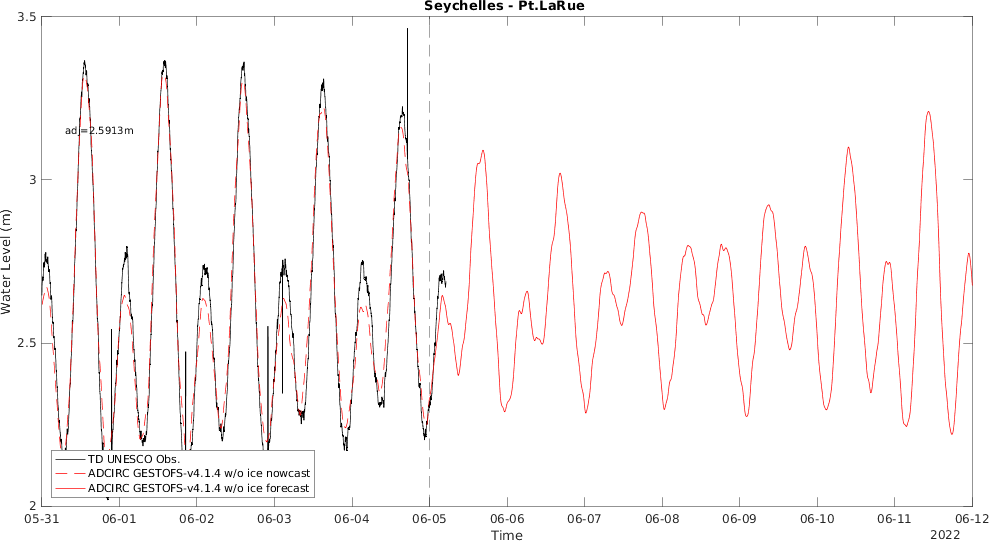 Seychelles - Pt.LaRue
3.5
3
2.5
2
Water Level (m)
adj=2.5913m
TD UNESCO Obs.
ADCIRC GESTOFS-v4.1.4 w/o ice nowcast
ADCIRC GESTOFS-v4.1.4 w/o ice forecast
05-31 06-01 06-02 06-03 06-04 06-05 06-06 06-07 06-08 06-09 06-10 06-11 06-12
Time
2022